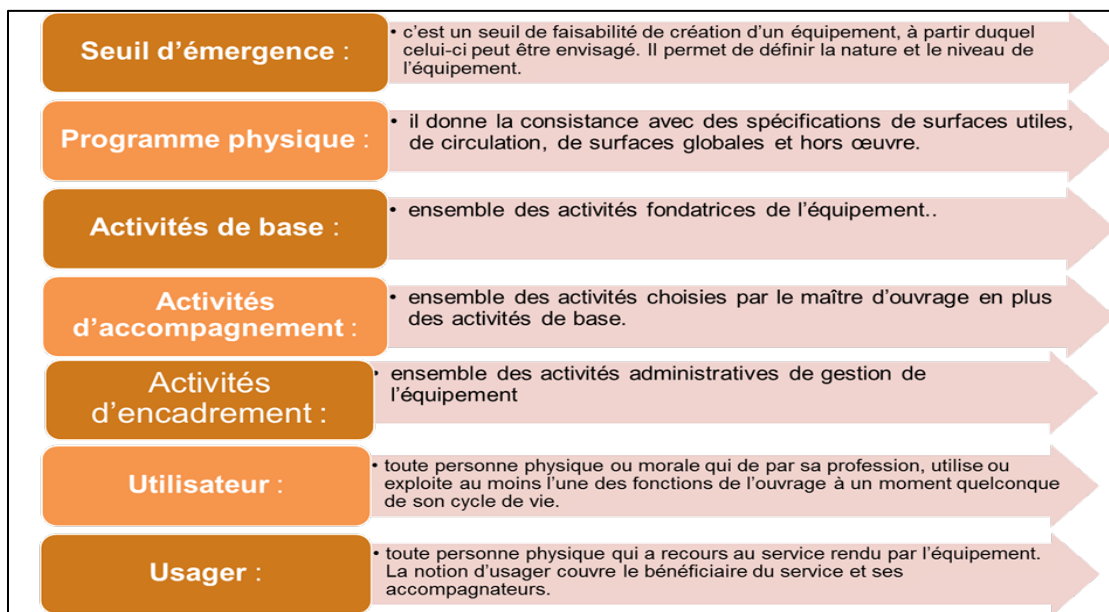 Seuil d'émergence :
• c'est un seuil de faisabilité de création d'un équipement, à partir duquel
celui-ci peut être envisagé. Il permet de définir la nature et le niveau de
l'équipement.
Programme physique :
• il donne la consistance avec des spécifications de surfaces utiles,
de circulation, de surfaces globales et hors œuvre.
Activités de base :
• ensemble des activités fondatrices de l'équipement..
Activités
d'accompagnement :
• ensemble des activités choisies par le maître d'ouvrage en plus
des activités de base.
Activités
d'encadrement :
• ensemble des activités administratives de gestion de
l'équipement
Utilisateur :
• toute personne physique ou morale qui de par sa profession, utilise ou
exploite au moins l'une des fonctions de l'ouvrage à un moment quelconque
de son cycle de vie.
Usager :
• toute personne physique qui a recours au service rendu par l'équipement.
La notion d'usager couvre le bénéficiaire du service et ses
accompagnateurs.